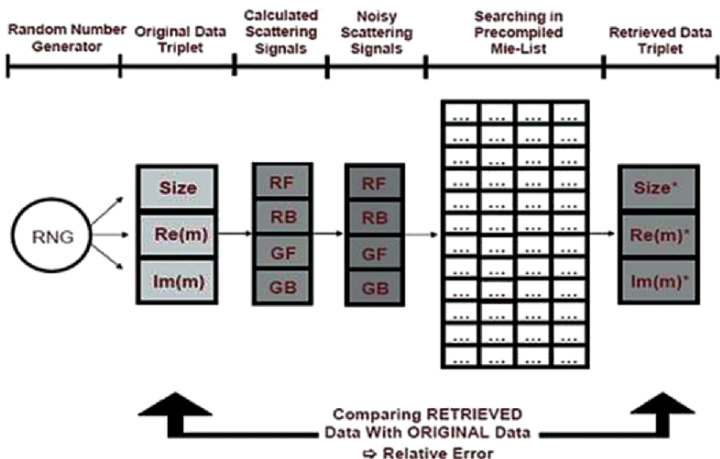 Random Number
Generator
Original Data
Triplet
Calculated
Scattering
Signals
Noisy
Scattering
Signals
Searching in
Precompiled
Mie-List
Retrieved Data
Triplet
RNG
Size
Re(m)
Im(m)
RF
RB
GF
GB
RF
RB
GF
GB
... ... ... ...
... ... ... ...
... ... ... ...
... ... ... ...
... ... ... ...
... ... ... ...
... ... ... ...
... ... ... ...
... ... ... ...
... ... ... ...
... ... ... ...
... ... ... ...
Size*
Re(m)*
Im(m)*
Comparing RETRIEVED
Data With ORIGINAL Data
⇨ Relative Error